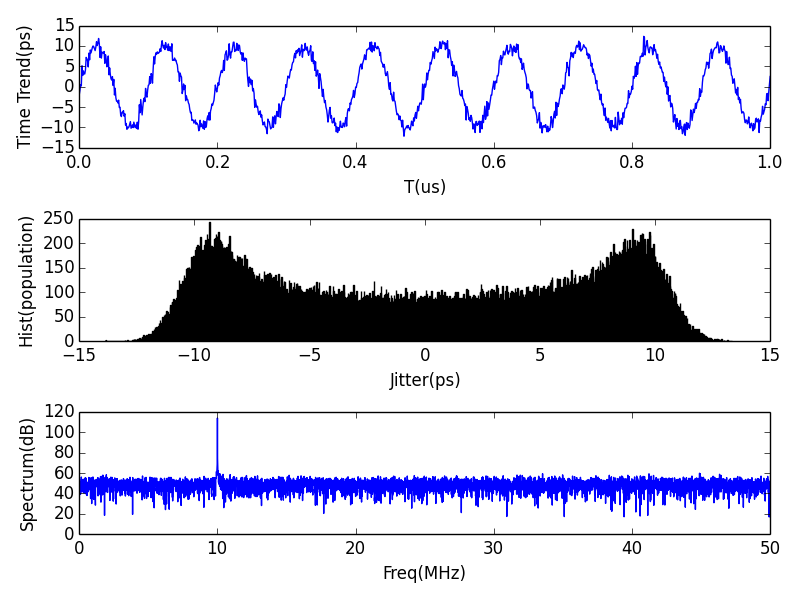 Time Trend(ps)
15
10
5
0
−5
−10
−15
0.0 0.2 0.4 0.6 0.8 1.0
T(us)
Hist(population)
250
200
150
100
50
0
−15 −10 −5 0 5 10 15
Jitter(ps)
Spectrum(dB)
120
100
80
60
40
20
0
0 10 20 30 40 50
Freq(MHz)